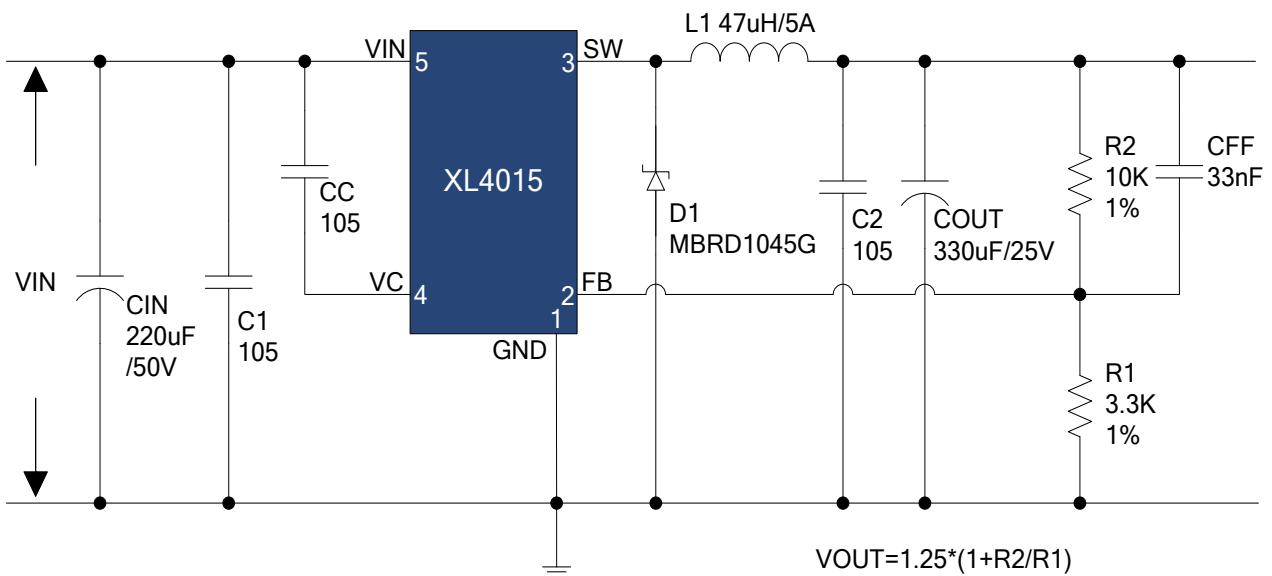 L1 47uH/5A
VIN
5
3
SW
XL4015
CC
105
VC
4
2
FB
1
GND
VIN
CIN
220uF
/50V
C1
105
D1
MBRD1045G
C2
105
COUT
330uF/25V
R2
10K
1%
CFF
33nF
R1
3.3K
1%
VOUT=1.25*(1+R2/R1)